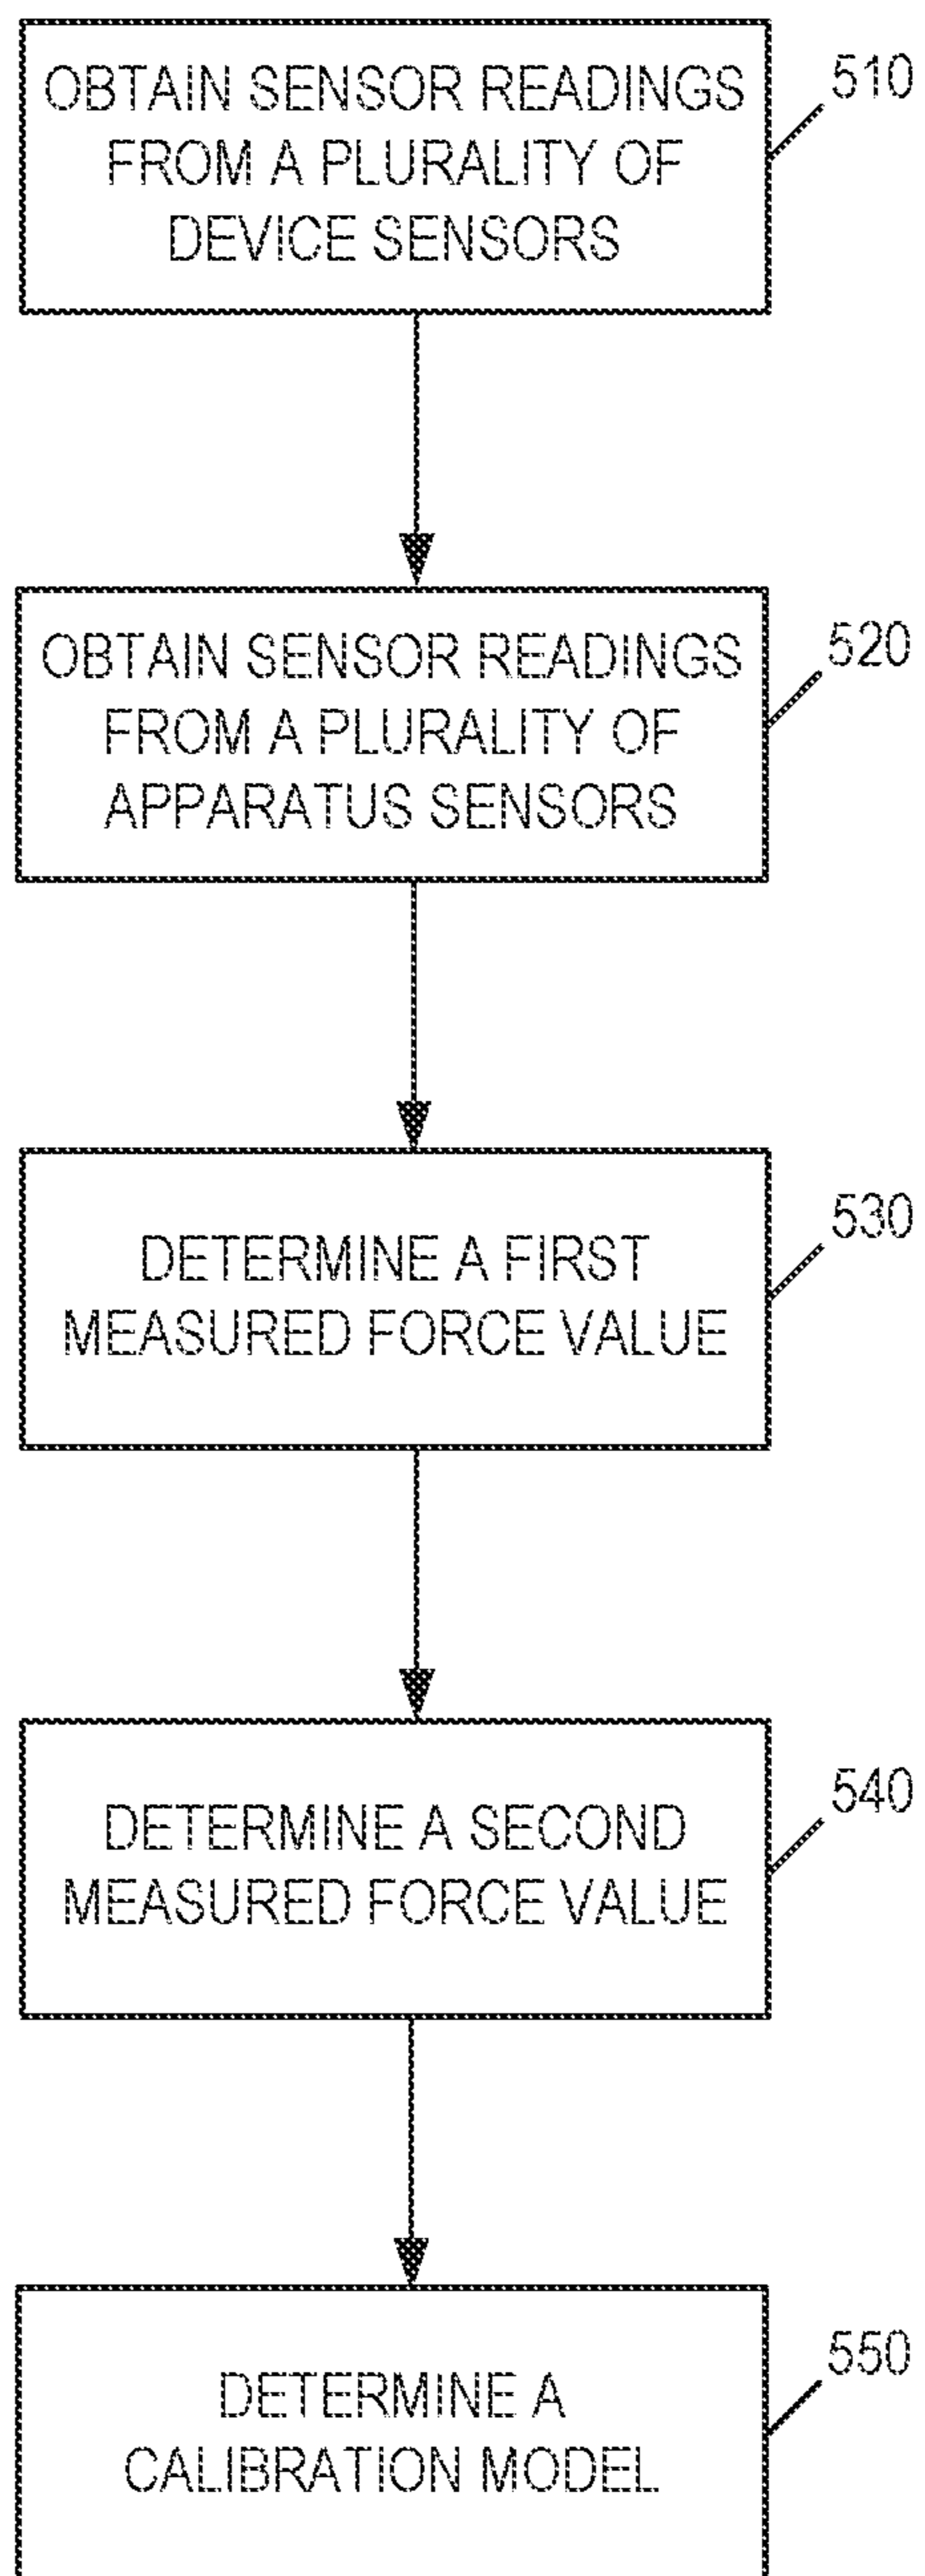 OBTAIN SENSOR READINGS
FROM A PLURALITY OF
DEVICE SENSORS
510
OBTAIN SENSOR READINGS
FROM A PLURALITY OF
APPARATUS SENSORS
520
DETERMINE A FIRST
MEASURED FORCE VALUE
530
DETERMINE A SECOND
MEASURED FORCE VALUE
540
DETERMINE A
CALIBRATION MODEL
550